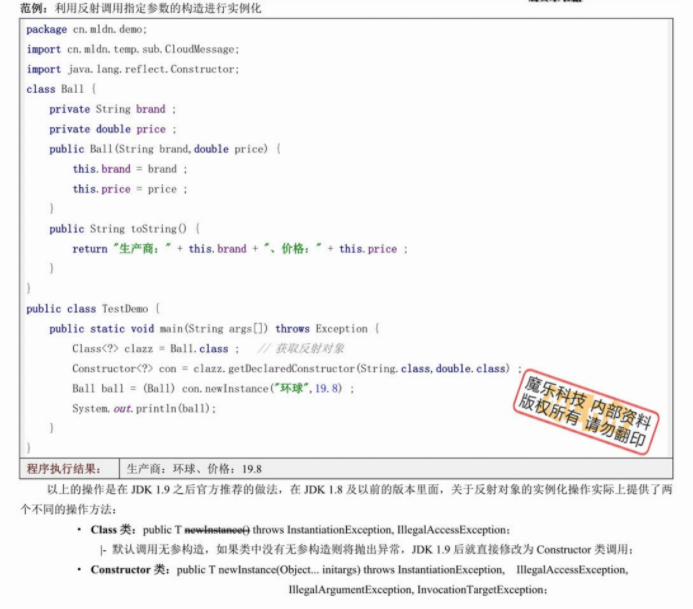 范例：利用反射调用指定参数的构造进行实例化
package cn.mldn.demo;
import cn.mldn.temp.sub.CloudMessage;
import java.lang.reflect.Constructor;
class Ball {
private String brand ;
private double price ;
public Ball(String brand,double price) {
this.brand = brand ;
this.price = price ;
}
public String toString() {
return "生产商：" + this.brand + "、价格：" + this.price ;
}
}
public class TestDemo {
public static void main(String args[]) throws Exception {
Class<?> clazz = Ball.class ; // 获取反射对象
Constructor<?> con = clazz.getDeclaredConstructor(String.class,double.class) ;
Ball ball = (Ball) con.newInstance("环球",19.8) ;
System.out.println(ball);
}
}
魔乐科技 内部资料
版权所有 请勿翻印
程序执行结果： 生产商：环球、价格：19.8
以上的操作是在 JDK 1.9 之后官方推荐的做法，在 JDK 1.8 及以前的版本里面，关于反射对象的实例化操作实际上提供了两
个不同的操作方法：
• Class 类：public T newInstance() throws InstantiationException, IllegalAccessException；
|- 默认调用无参构造，如果类中没有无参构造则将抛出异常，JDK 1.9 后就直接修改为 Constructor 类调用；
• Constructor 类：public T newInstance(Object... initargs) throws InstantiationException, IllegalAccessException,
IllegalArgumentException, InvocationTargetException；